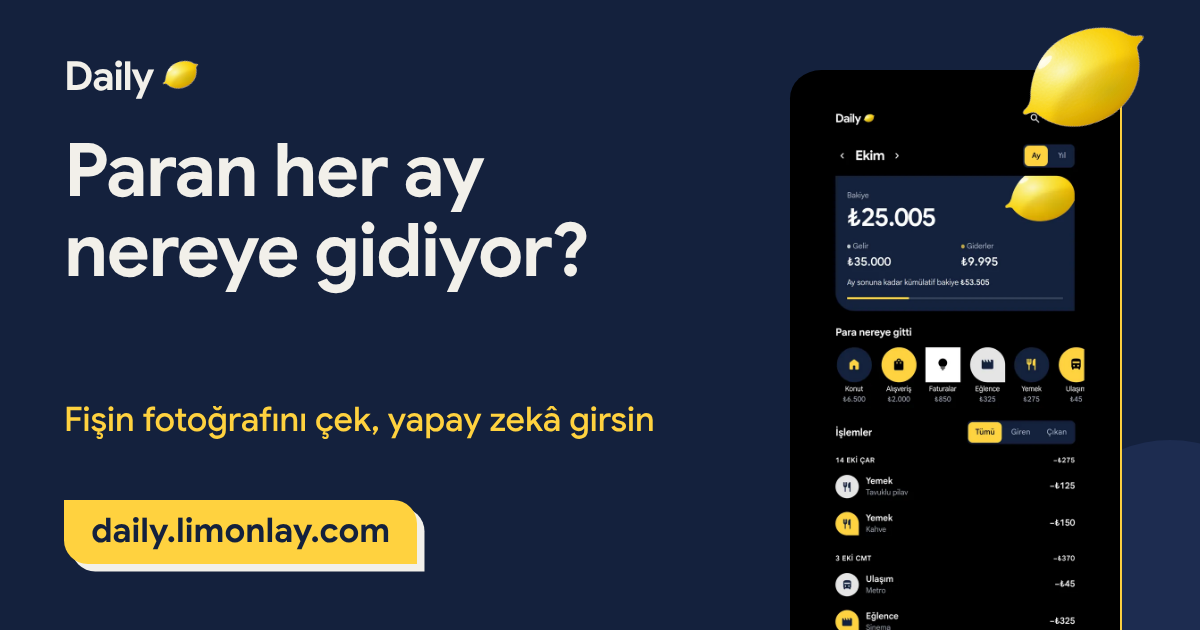 Daily
Paran her ay
nereye gidiyor?
Fişin fotoğrafını çek, yapay zekâ girsin
daily.limonlay.com
Daily
Ekim
Ay Yıl
Bakiye
₺25.005
Gelir Giderler
₺35.000 ₺9.995
Ay sonuna kadar kümülatif bakiye ₺53.505
Para nereye gitti
Konut Alışveriş Faturalar Eğlence Yemek Ulaşım
₺6.500 ₺2.000 ₺850 ₺325 ₺275 ₺45
İşlemler Tümü Giren Çıkan
14 EKİ ÇAR −₺275
Yemek
Tavuklu pilav
−₺125
Yemek
Kahve
−₺150
3 EKİ CMT −₺370
Ulaşım
Metro
−₺45
Eğlence
Sinema
−₺325